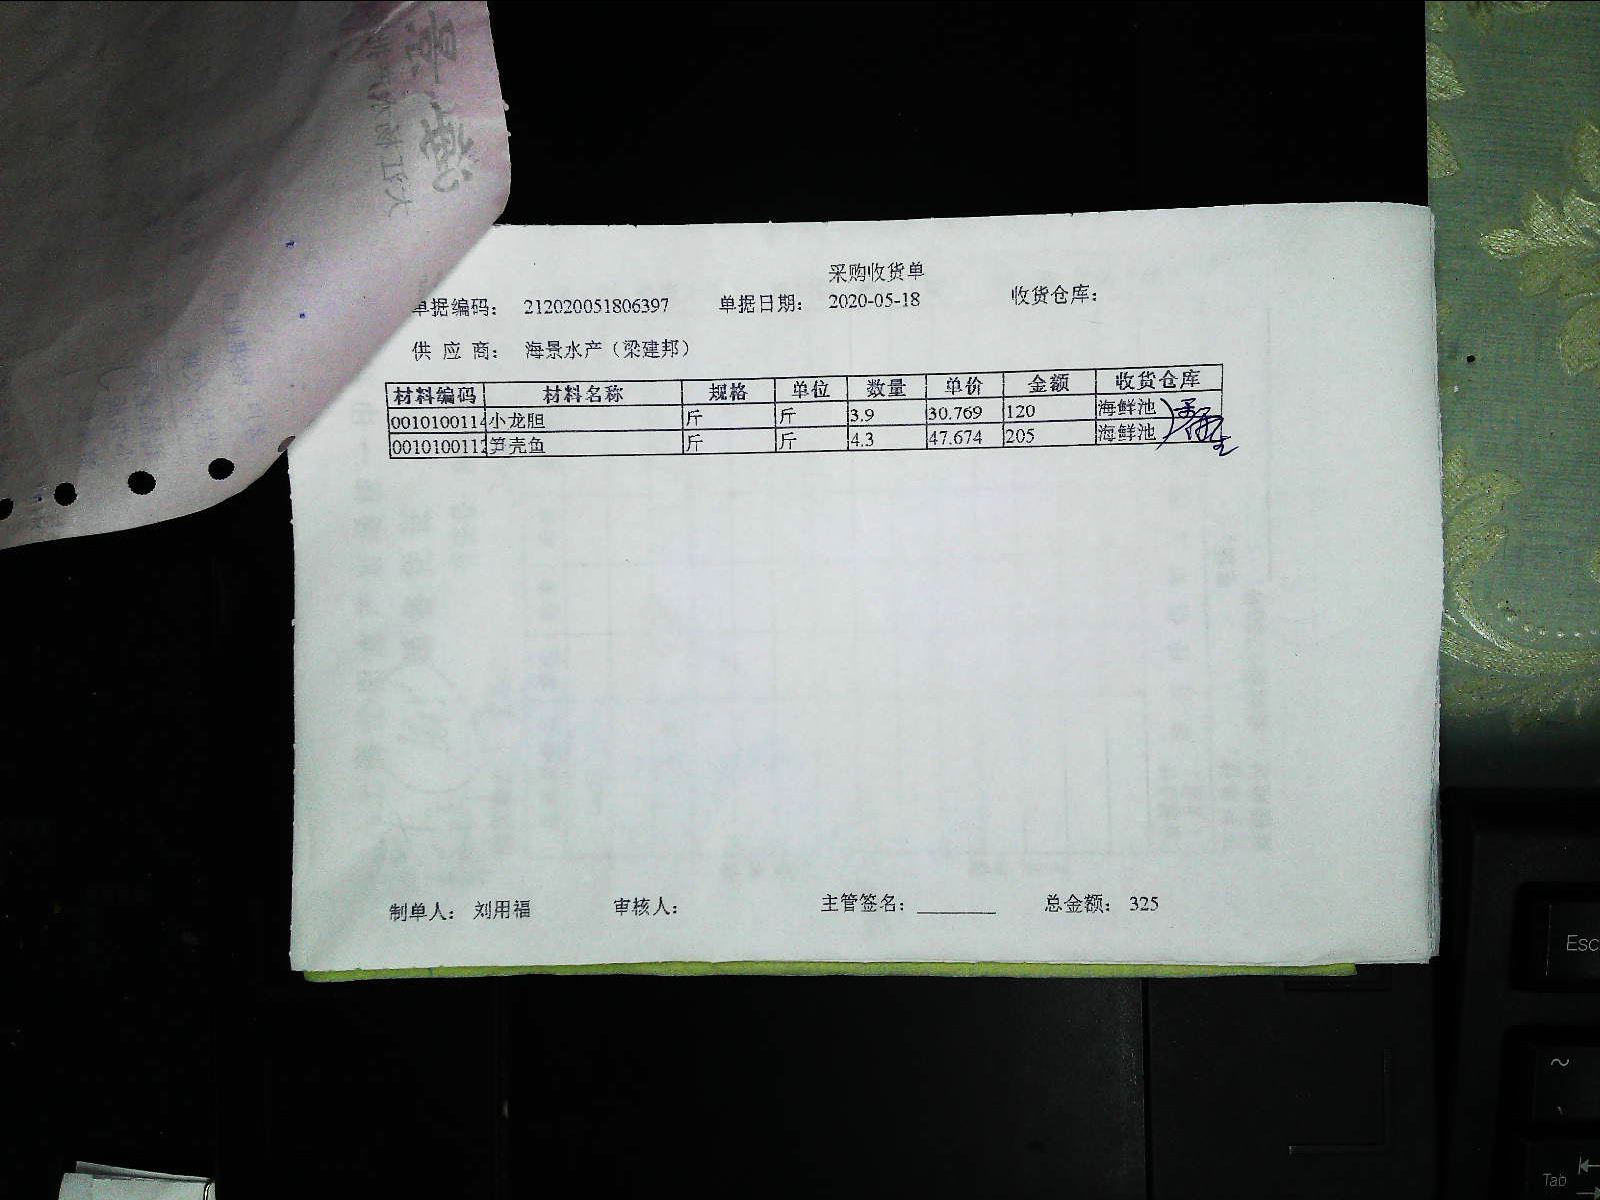 采购收货单
单据编码： 212020051806397 单据日期： 2020-05-18 收货仓库：
供 应 商： 海景水产（梁建邦）
材料编码 材料名称 规格 单位 数量 单价 金额 收货仓库
0010100114 小龙胆 斤 斤 3.9 30.769 120 海鲜池
0010100112 笋壳鱼 斤 斤 4.3 47.674 205 海鲜池
制单人： 刘用福 审核人： 主管签名： ________ 总金额： 325
Esc
~
Tab